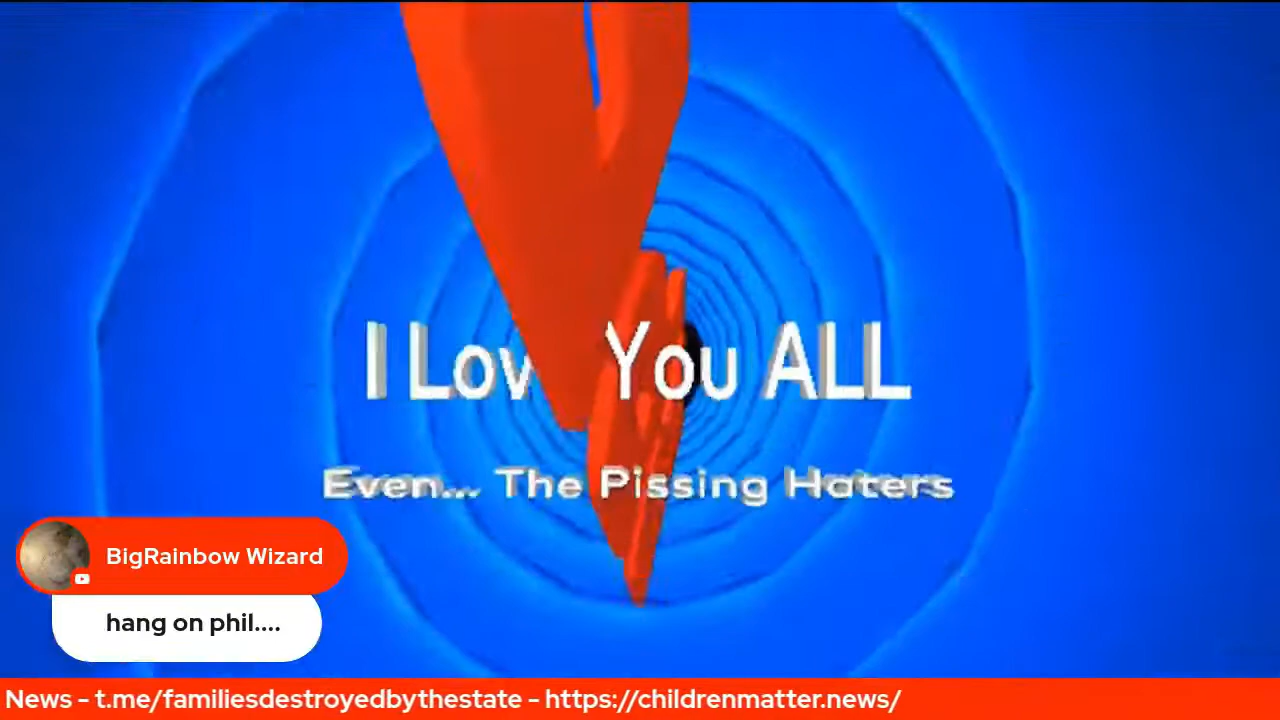 I Lov You ALL
Even... The Pissing Haters
BigRainbow Wizard
hang on phil....
News - t.me/familiesdestroyedbythestate - https://childrenmatter.news/